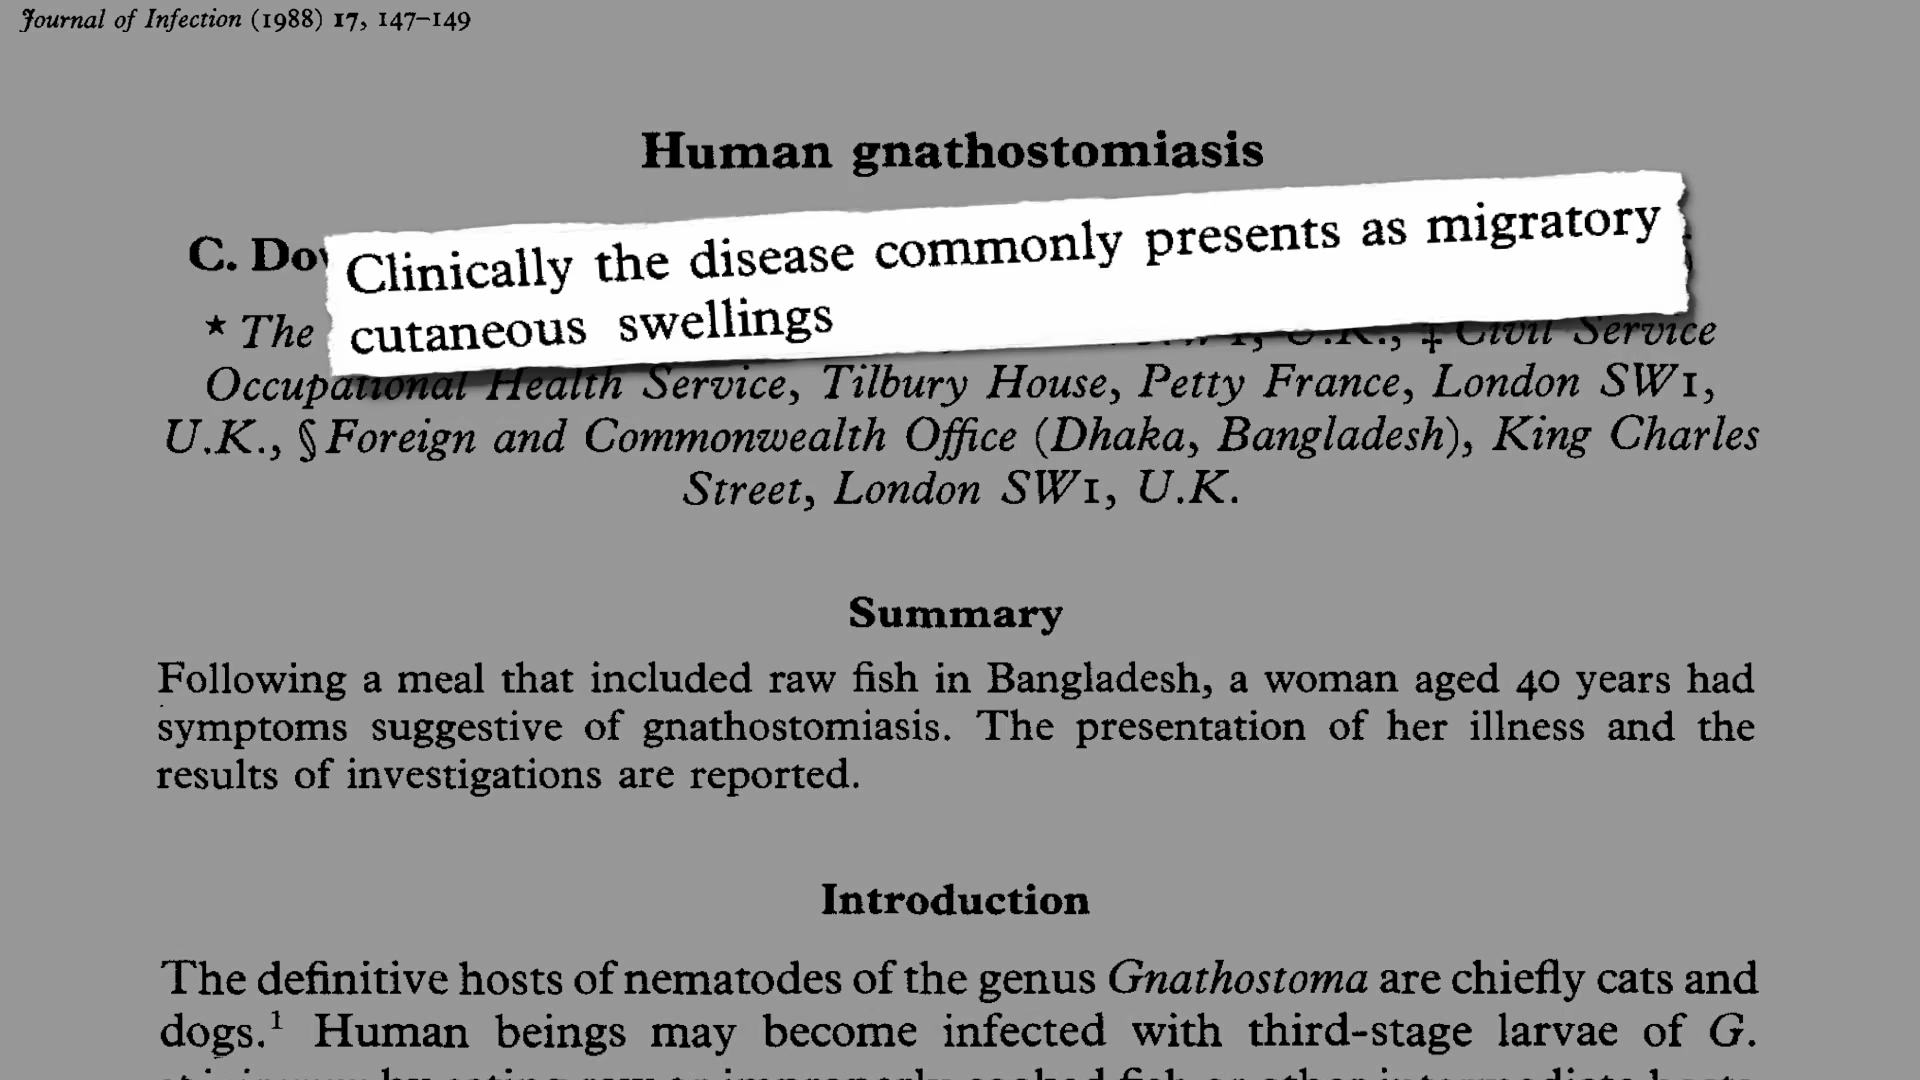 Journal of Infection (1988) 17, 147–149
Human gnathostomiasis
C.
Clinically the disease commonly presents as migratory
cutaneous swellings
* The
U.K., ‡ Civil Service
Occupational Health Service, Tilbury House, Petty France, London SW1,
U.K., § Foreign and Commonwealth Office (Dhaka, Bangladesh), King Charles
Street, London SW1, U.K.
Summary
Following a meal that included raw fish in Bangladesh, a woman aged 40 years had
symptoms suggestive of gnathostomiasis. The presentation of her illness and the
results of investigations are reported.
Introduction
The definitive hosts of nematodes of the genus Gnathostoma are chiefly cats and
dogs.1 Human beings may become infected with third-stage larvae of G.